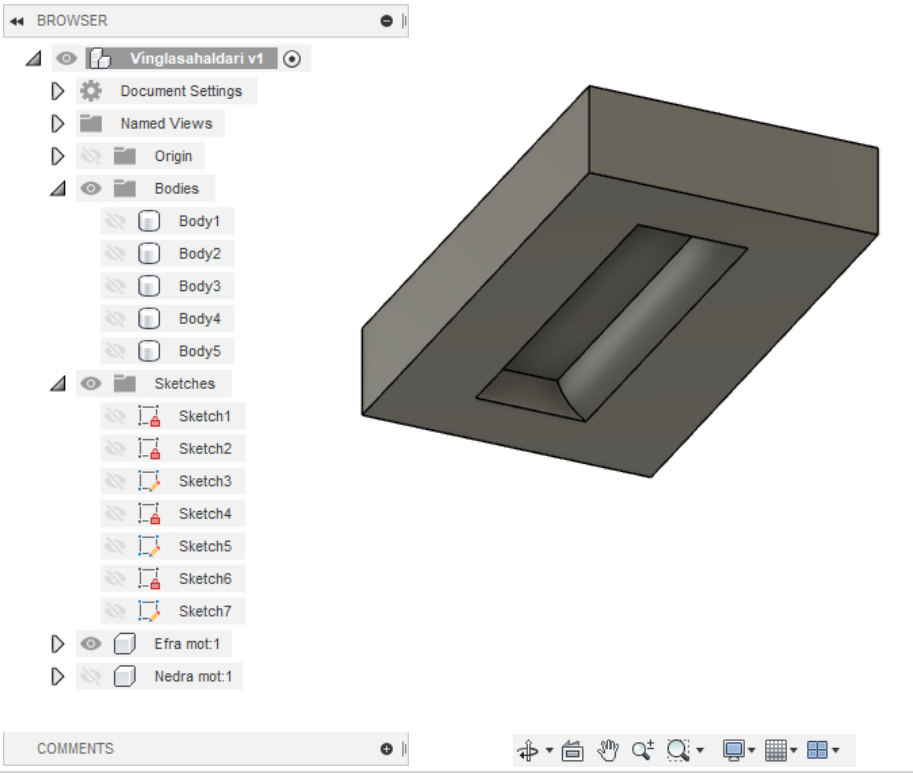 BROWSER
Vinglasahaldari v1
Document Settings
Named Views
Origin
Bodies
Body1
Body2
Body3
Body4
Body5
Sketches
Sketch1
Sketch2
Sketch3
Sketch4
Sketch5
Sketch6
Sketch7
Efra mot:1
Nedra mot:1
COMMENTS